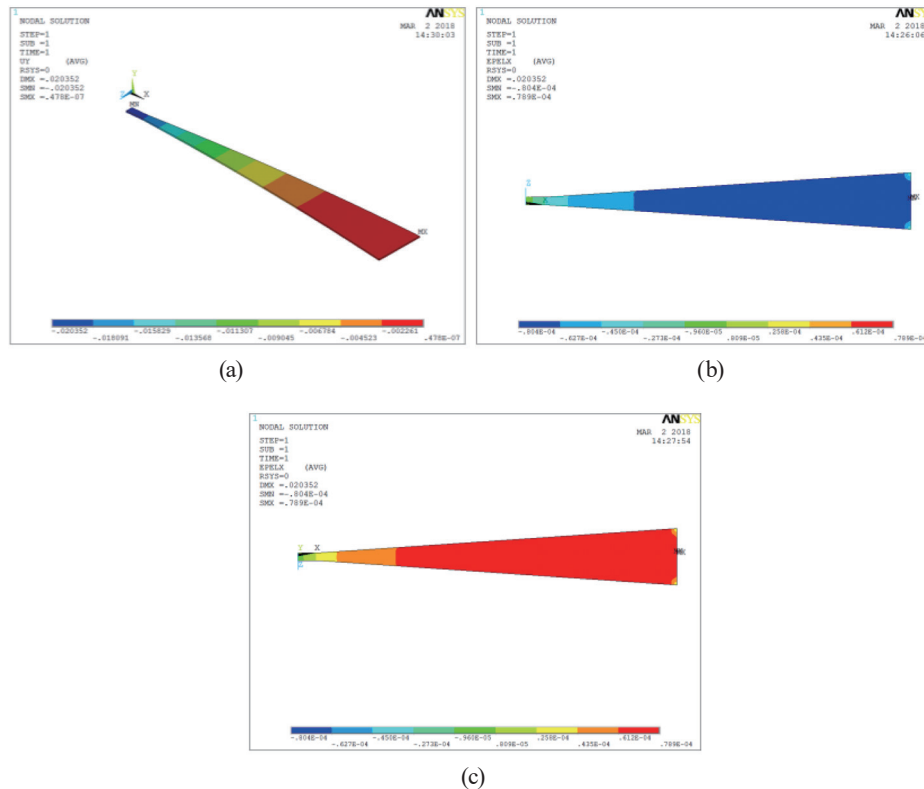 1
NODAL SOLUTION
STEP=1
SUB =1
TIME=1
UY (AVG)
RSYS=0
DMX =.020352
SMN =-.020352
SMX =.478E-07
ANSYS
MAR 2 2018
14:30:03
Y
Z X
MN
MX
-.020352 -.015829 -.011307 -.006784 -.002261
-.018091 -.013568 -.009045 -.004523 .478E-07
(a)
1
NODAL SOLUTION
STEP=1
SUB =1
TIME=1
EPELX (AVG)
RSYS=0
DMX =.020352
SMN =-.804E-04
SMX =.789E-04
ANSYS
MAR 2 2018
14:26:06
Z
X
MX
-.804E-04 -.450E-04 -.960E-05 .258E-04 .612E-04
-.627E-04 -.273E-04 .809E-05 .435E-04 .789E-04
(b)
1
NODAL SOLUTION
STEP=1
SUB =1
TIME=1
EPELX (AVG)
RSYS=0
DMX =.020352
SMN =-.804E-04
SMX =.789E-04
ANSYS
MAR 2 2018
14:27:54
Y X
Z
-.804E-04 -.450E-04 -.960E-05 .258E-04 .612E-04
-.627E-04 -.273E-04 .809E-05 .435E-04 .789E-04
(c)